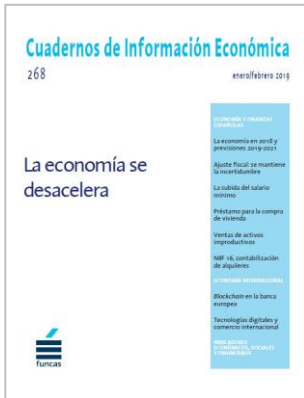 Cuadernos de Información Económica
268
enero/febrero 2019
La economía se
desacelera
ECONOMÍA Y FINANZAS
ESPAÑOLAS
La economía en 2018 y
previsiones 2019-2021
Ajuste fiscal: se mantiene
la incertidumbre
La subida del salario
mínimo
Préstamo para la compra
de vivienda
Ventas de activos
improductivos
NIIF 16, contabilización
de alquileres
ECONOMÍA INTERNACIONAL
Blockchain en la banca
europea
Tecnologías digitales y
comercio internacional
INDICADORES
ECONÓMICOS, SOCIALES
Y FINANCIEROS
funcas